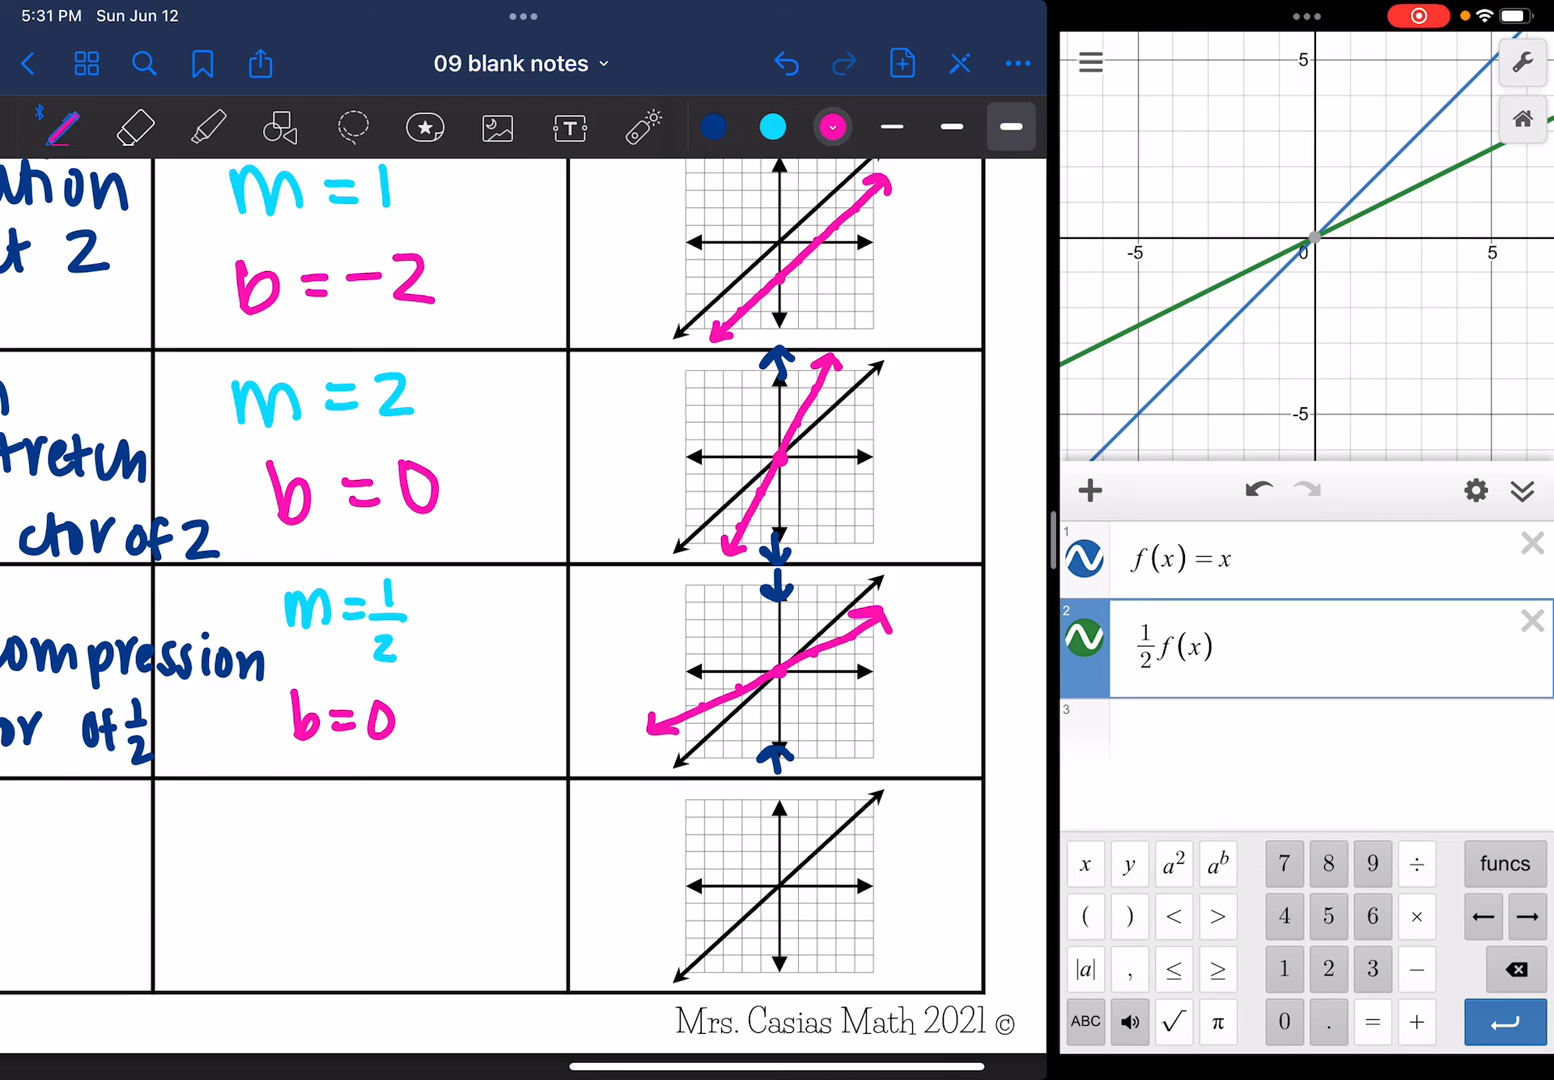 5:31 PM Sun Jun 12
09 blank notes
t 2
m = 1
b = -2
tretch
ctor of 2
m = 2
b = 0
ompression
or of 1/2
m = 1/2
b = 0
Mrs. Casias Math 2021 ©
5
-5
0
5
-5
1
f(x) = x
2
1/2 f(x)
3
x y a² aᵇ 7 8 9 ÷ funcs
( ) < > 4 5 6 × ← →
|a| , ≤ ≥ 1 2 3 −
ABC √ π 0 . = +